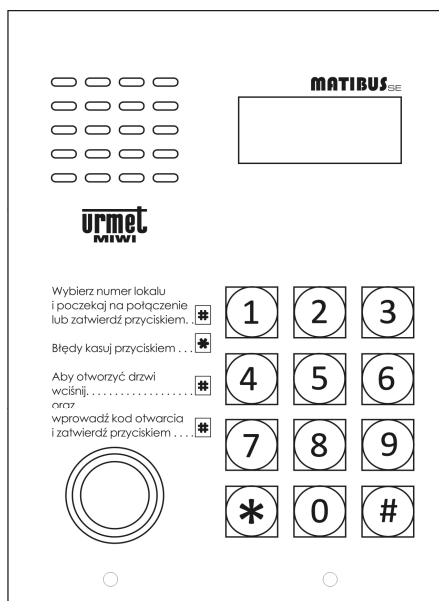 MATIBUS SE
urmet
MIWI
Wybierz numer lokalu
i poczekaj na połączenie
lub zatwierdź przyciskiem. . #
Błędy kasuj przyciskiem . . . *
Aby otworzyć drzwi
wciśnij. . . . . . . . . . . . . . . . . . . #
oraz
wprowadź kod otwarcia
i zatwierdź przyciskiem . . . . #
1 2 3
4 5 6
7 8 9
* 0 #